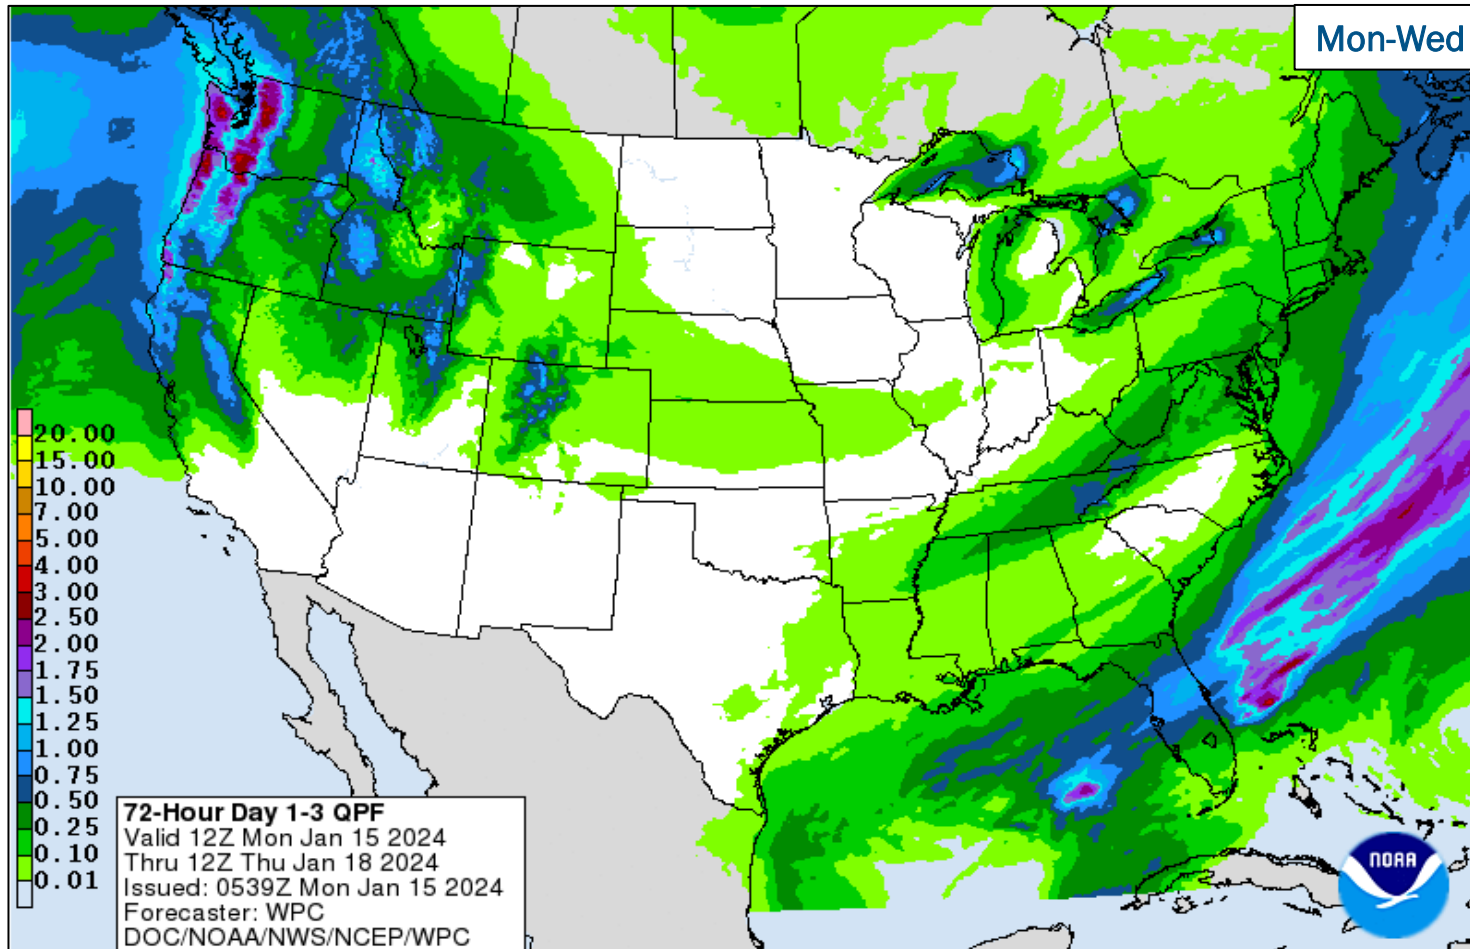 Mon-Wed
20.00
15.00
10.00
7.00
5.00
4.00
3.00
2.50
2.00
1.75
1.50
1.25
1.00
0.75
0.50
0.25
0.10
0.01
72-Hour Day 1-3 QPF
Valid 12Z Mon Jan 15 2024
Thru 12Z Thu Jan 18 2024
Issued: 0539Z Mon Jan 15 2024
Forecaster: WPC
DOC/NOAA/NWS/NCEP/WPC
NOAA